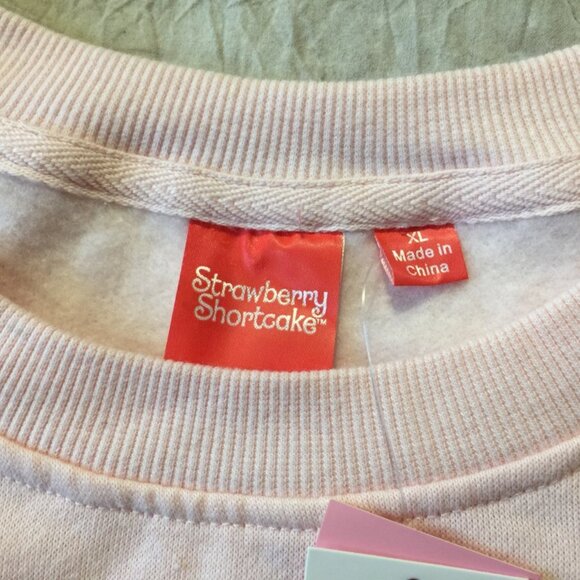 Strawberry
Shortcake™
XL
Made in
China